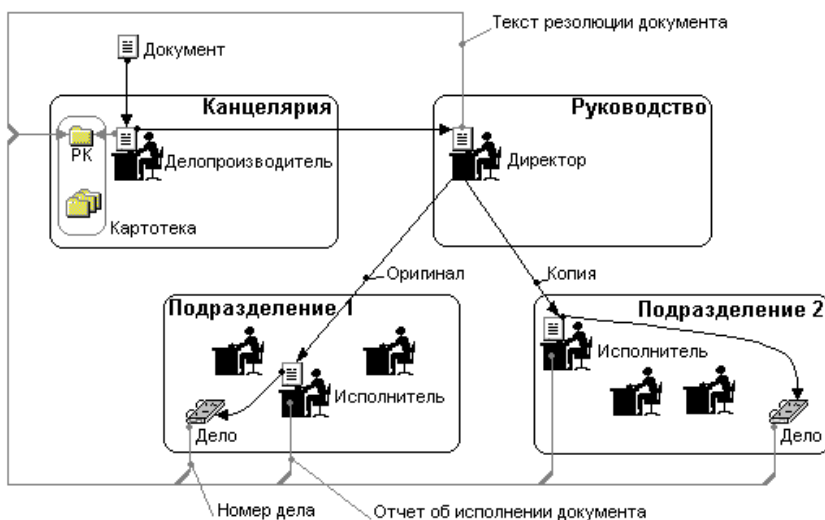 Текст резолюции документа
Документ
Канцелярия
Руководство
РК
Делопроизводитель
Директор
Картотека
Оригинал
Копия
Подразделение 1
Подразделение 2
Исполнитель
Исполнитель
Дело
Дело
Номер дела
Отчет об исполнении документа